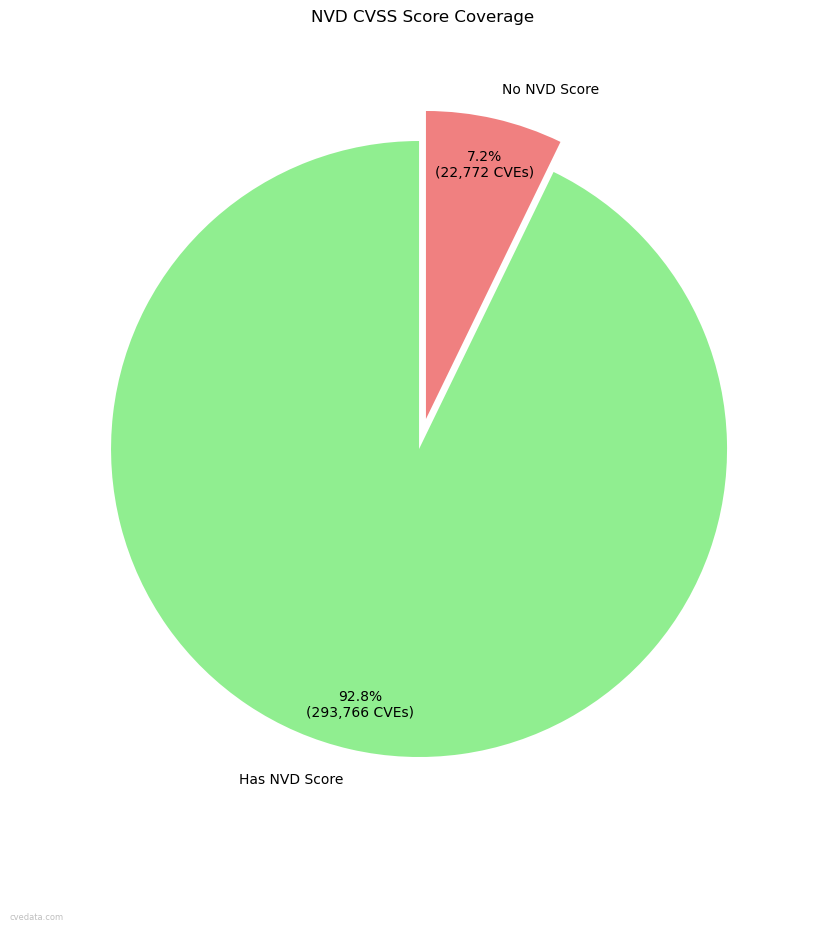 NVD CVSS Score Coverage
No NVD Score
7.2%
(22,772 CVEs)
92.8%
(293,766 CVEs)
Has NVD Score
cvedata.com